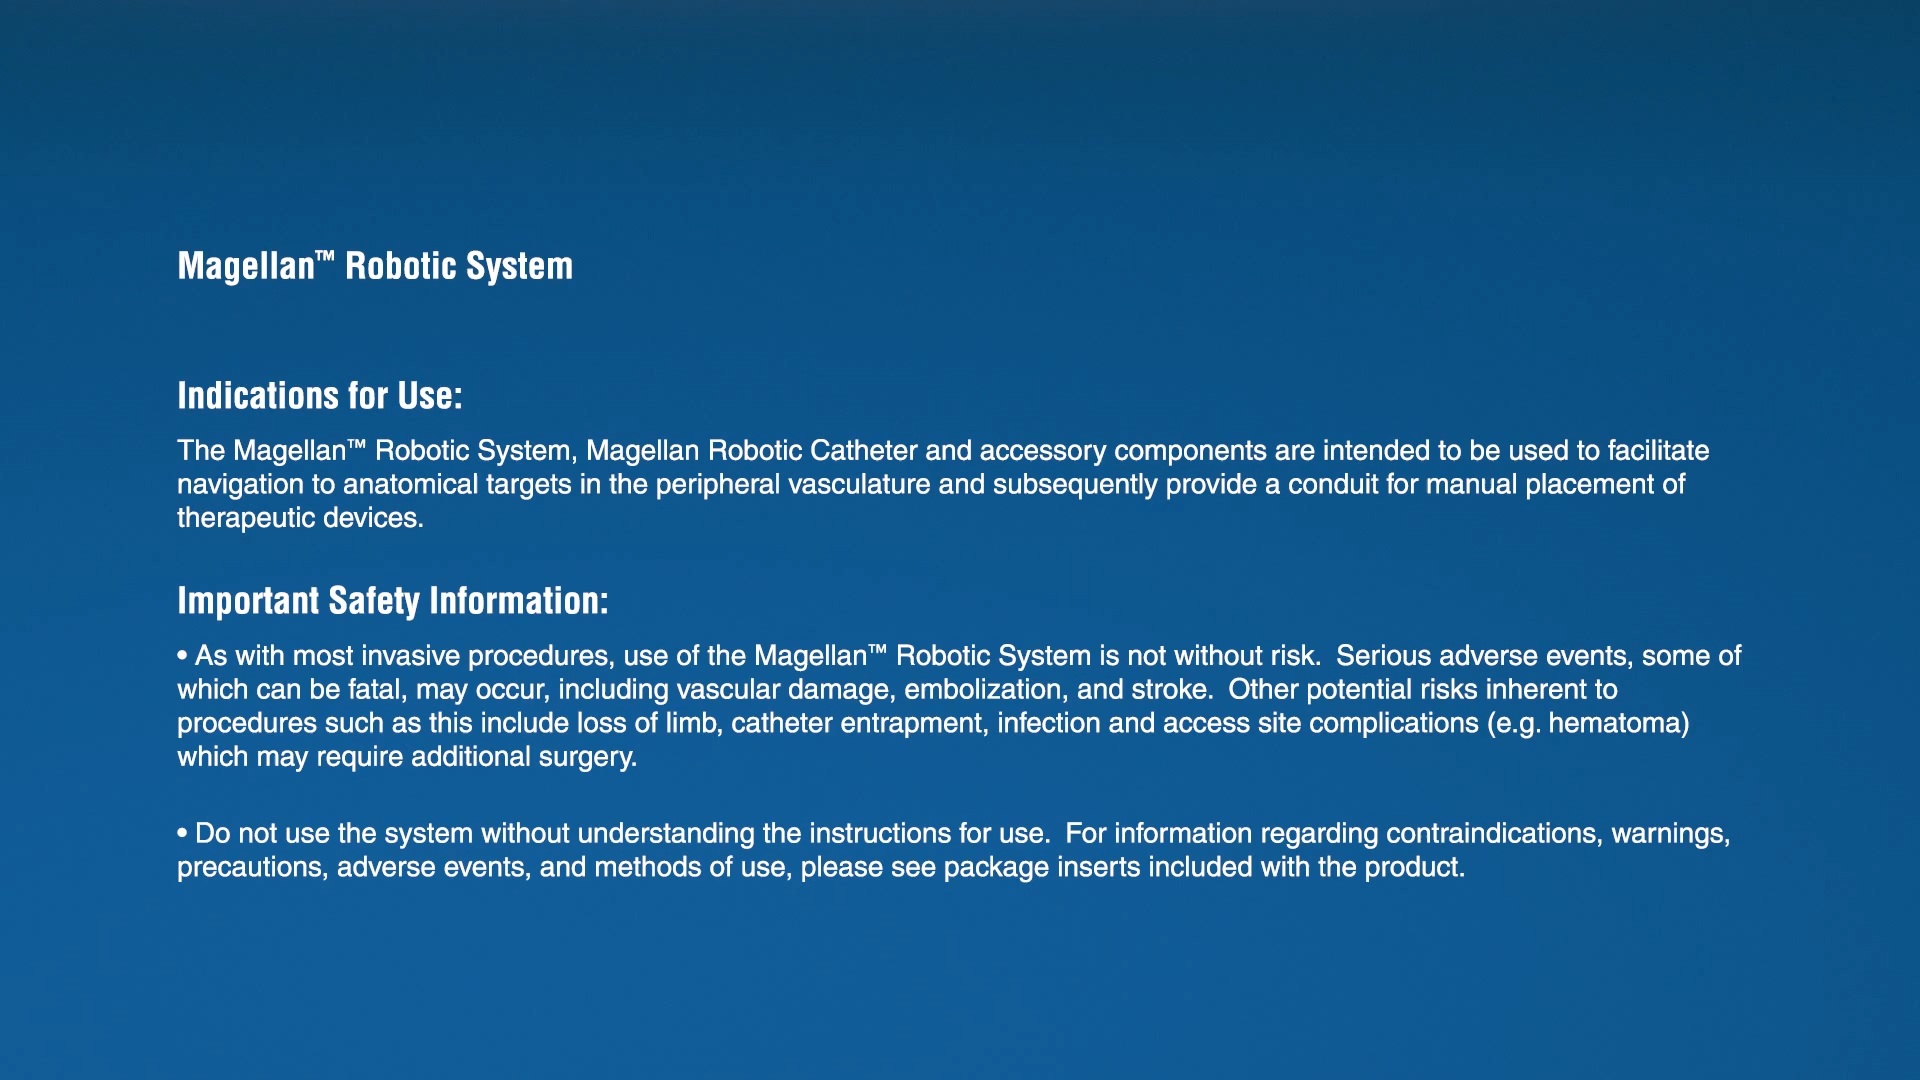 Magellan™ Robotic System
Indications for Use:
The Magellan™ Robotic System, Magellan Robotic Catheter and accessory components are intended to be used to facilitate
navigation to anatomical targets in the peripheral vasculature and subsequently provide a conduit for manual placement of
therapeutic devices.
Important Safety Information:
• As with most invasive procedures, use of the Magellan™ Robotic System is not without risk.  Serious adverse events, some of
which can be fatal, may occur, including vascular damage, embolization, and stroke.  Other potential risks inherent to
procedures such as this include loss of limb, catheter entrapment, infection and access site complications (e.g. hematoma)
which may require additional surgery.
• Do not use the system without understanding the instructions for use.  For information regarding contraindications, warnings,
precautions, adverse events, and methods of use, please see package inserts included with the product.